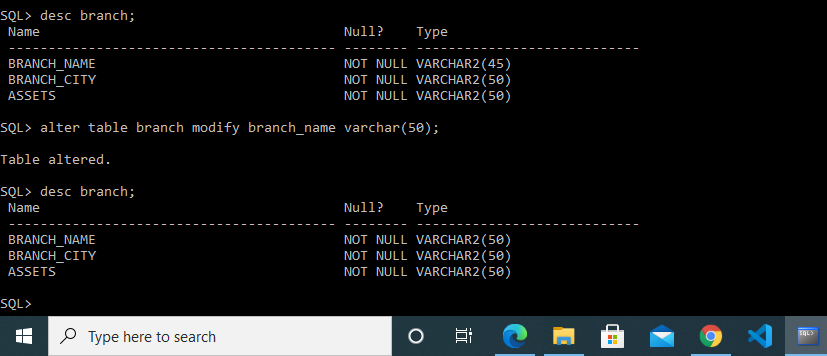 SQL> desc branch;
Name Null? Type
----------------------------------------- -------- ----------------------------
BRANCH_NAME NOT NULL VARCHAR2(45)
BRANCH_CITY NOT NULL VARCHAR2(50)
ASSETS NOT NULL VARCHAR2(50)
SQL> alter table branch modify branch_name varchar(50);
Table altered.
SQL> desc branch;
Name Null? Type
----------------------------------------- -------- ----------------------------
BRANCH_NAME NOT NULL VARCHAR2(50)
BRANCH_CITY NOT NULL VARCHAR2(50)
ASSETS NOT NULL VARCHAR2(50)
SQL>
Type here to search
SQL>